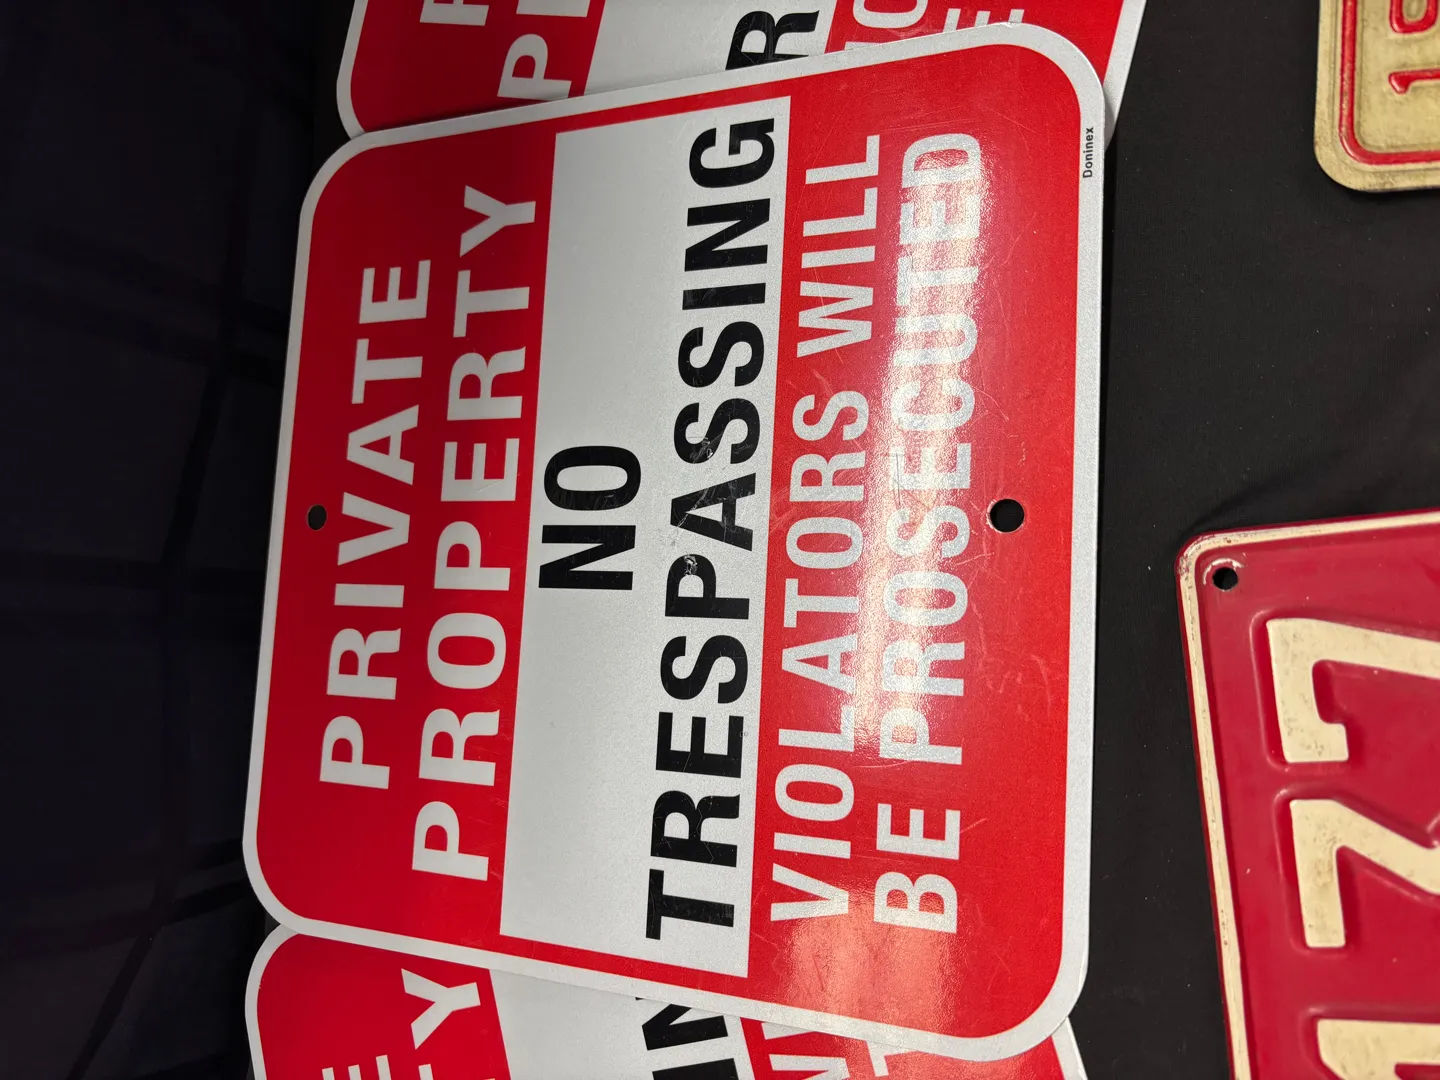 PRIVATE
PROPERTY
NO
TRESPASSING
VIOLATORS WILL
BE PROSECUTED
Doninex